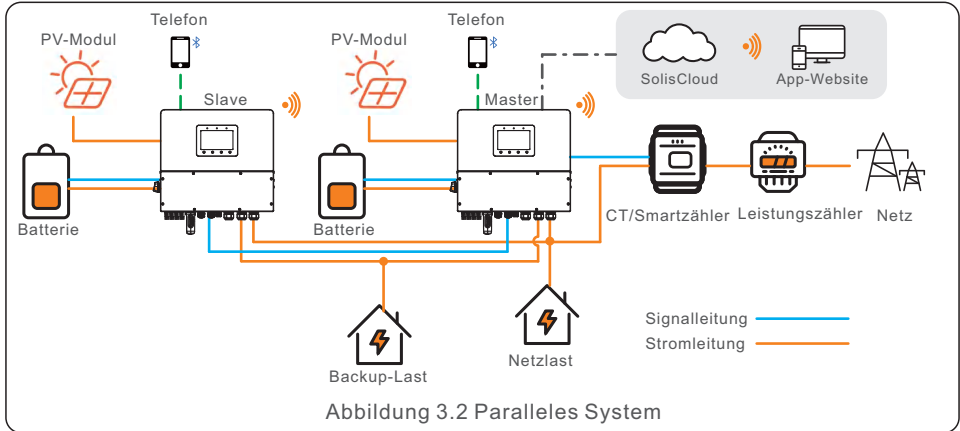 Telefon
Telefon
PV-Modul
PV-Modul
SolisCloud
App-Website
Slave
Master
Batterie
Batterie
CT/Smartzähler
Leistungszähler
Netz
Signalleitung
Stromleitung
Netzlast
Backup-Last
Abbildung 3.2 Paralleles System